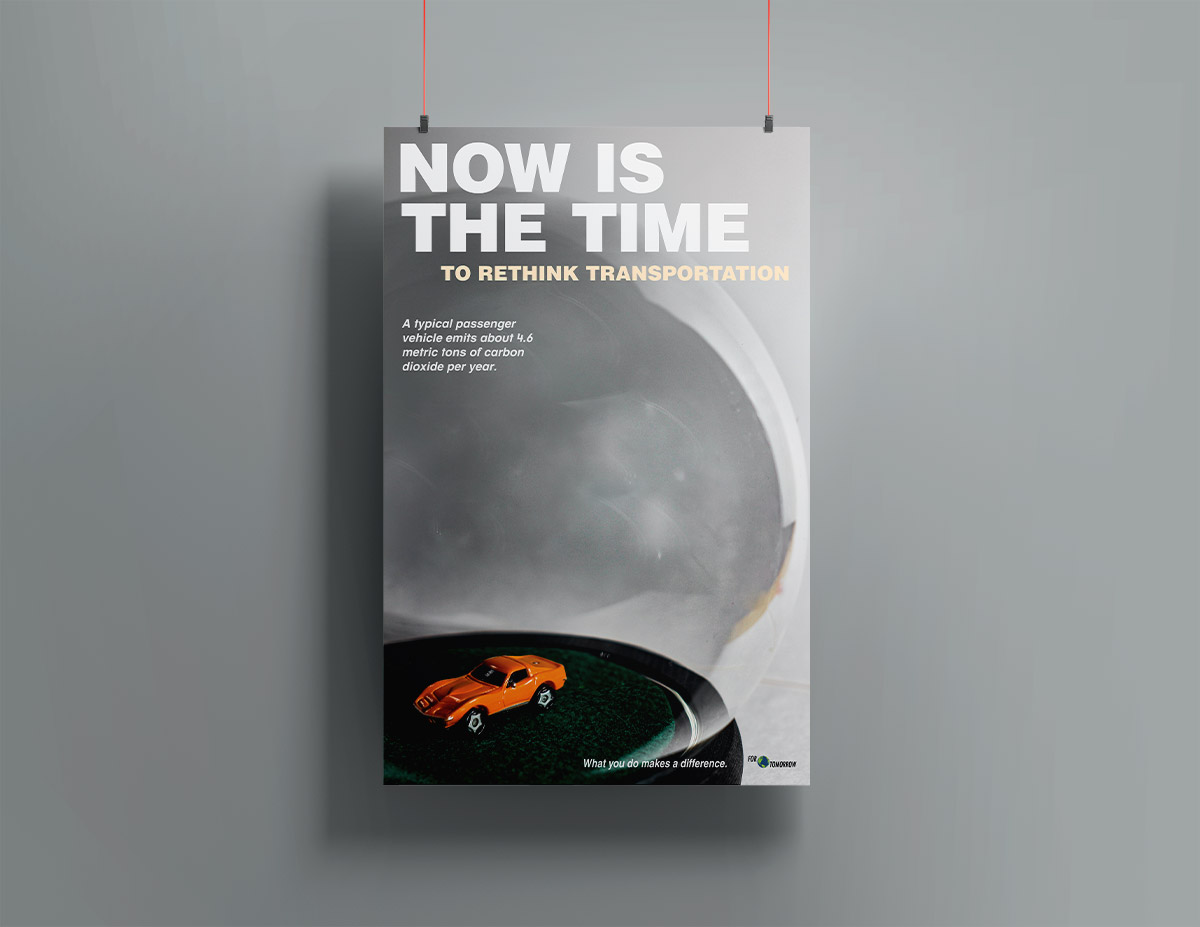 NOW IS
THE TIME
TO RETHINK TRANSPORTATION
A typical passenger
vehicle emits about 4.6
metric tons of carbon
dioxide per year.
What you do makes a difference.
FOR TOMORROW